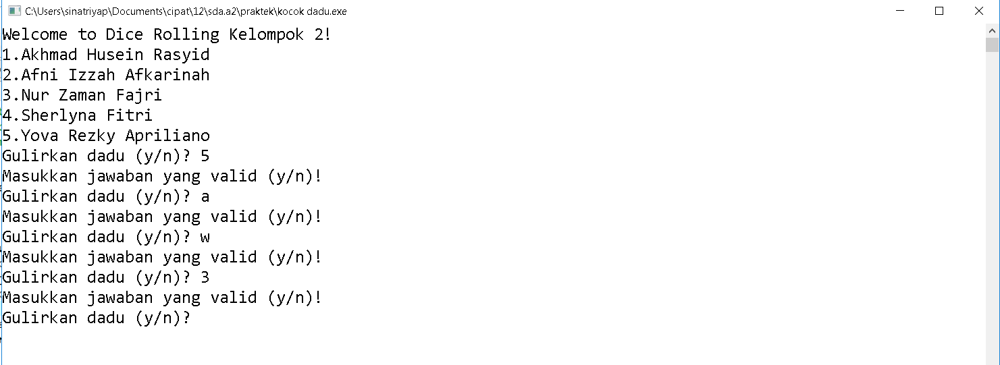 C:\Users\sinatriyap\Documents\cipat\12\sda.a2\praktek\kocok dadu.exe
Welcome to Dice Rolling Kelompok 2!
1.Akhmad Husein Rasyid
2.Afni Izzah Afkarinah
3.Nur Zaman Fajri
4.Sherlyna Fitri
5.Yova Rezky Apriliano
Gulirkan dadu (y/n)? 5
Masukkan jawaban yang valid (y/n)!
Gulirkan dadu (y/n)? a
Masukkan jawaban yang valid (y/n)!
Gulirkan dadu (y/n)? w
Masukkan jawaban yang valid (y/n)!
Gulirkan dadu (y/n)? 3
Masukkan jawaban yang valid (y/n)!
Gulirkan dadu (y/n)?